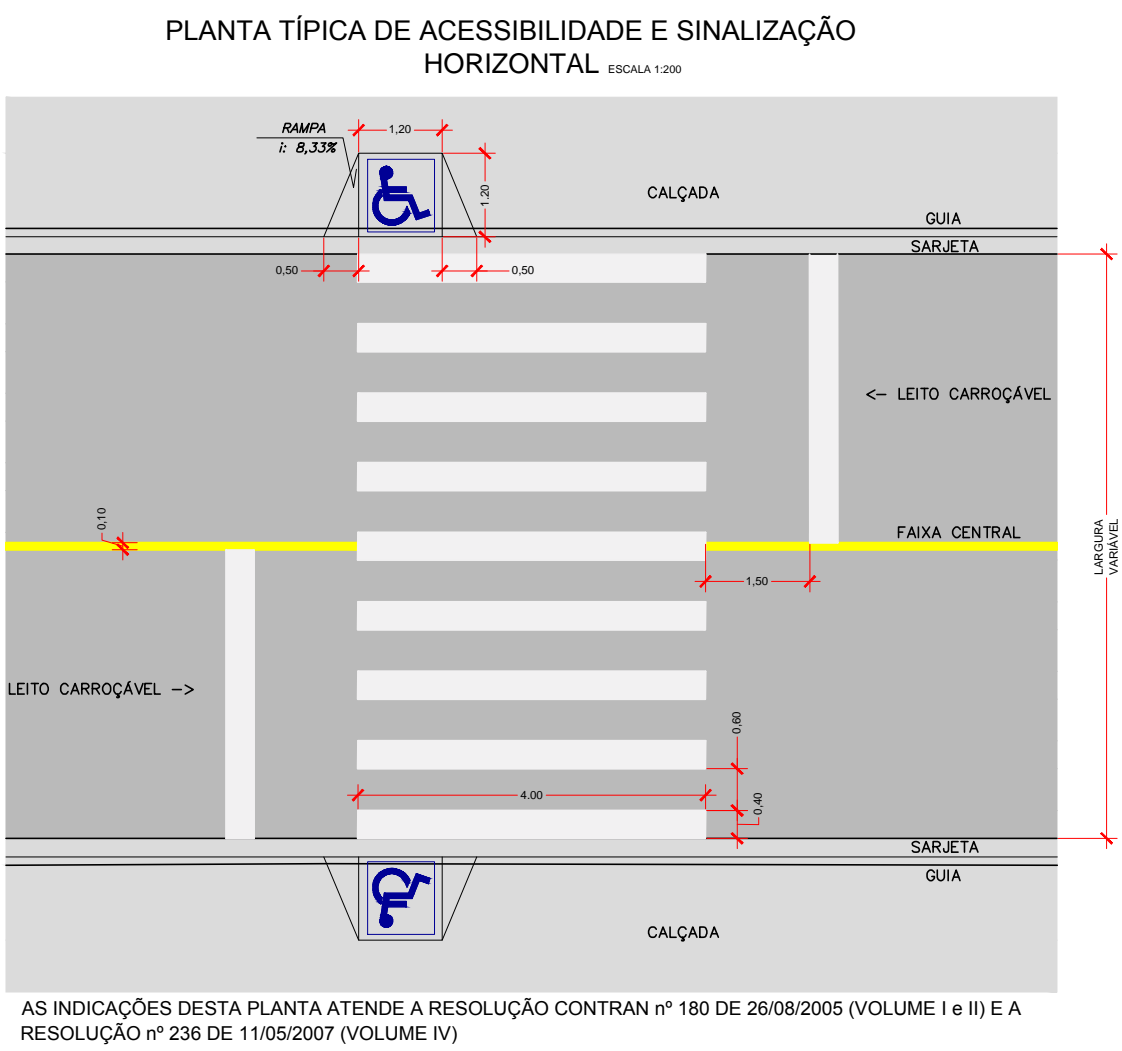 PLANTA TÍPICA DE ACESSIBILIDADE E SINALIZAÇÃO
HORIZONTAL ESCALA 1:200
RAMPA
i: 8,33%
1,20
1.20
CALÇADA
GUIA
SARJETA
0,50
0,50
<- LEITO CARROÇÁVEL
0,10
FAIXA CENTRAL
LARGURA
VARIÁVEL
1,50
LEITO CARROÇÁVEL ->
0,60
4.00
0,40
SARJETA
GUIA
CALÇADA
AS INDICAÇÕES DESTA PLANTA ATENDE A RESOLUÇÃO CONTRAN nº 180 DE 26/08/2005 (VOLUME I e II) E A
RESOLUÇÃO nº 236 DE 11/05/2007 (VOLUME IV)